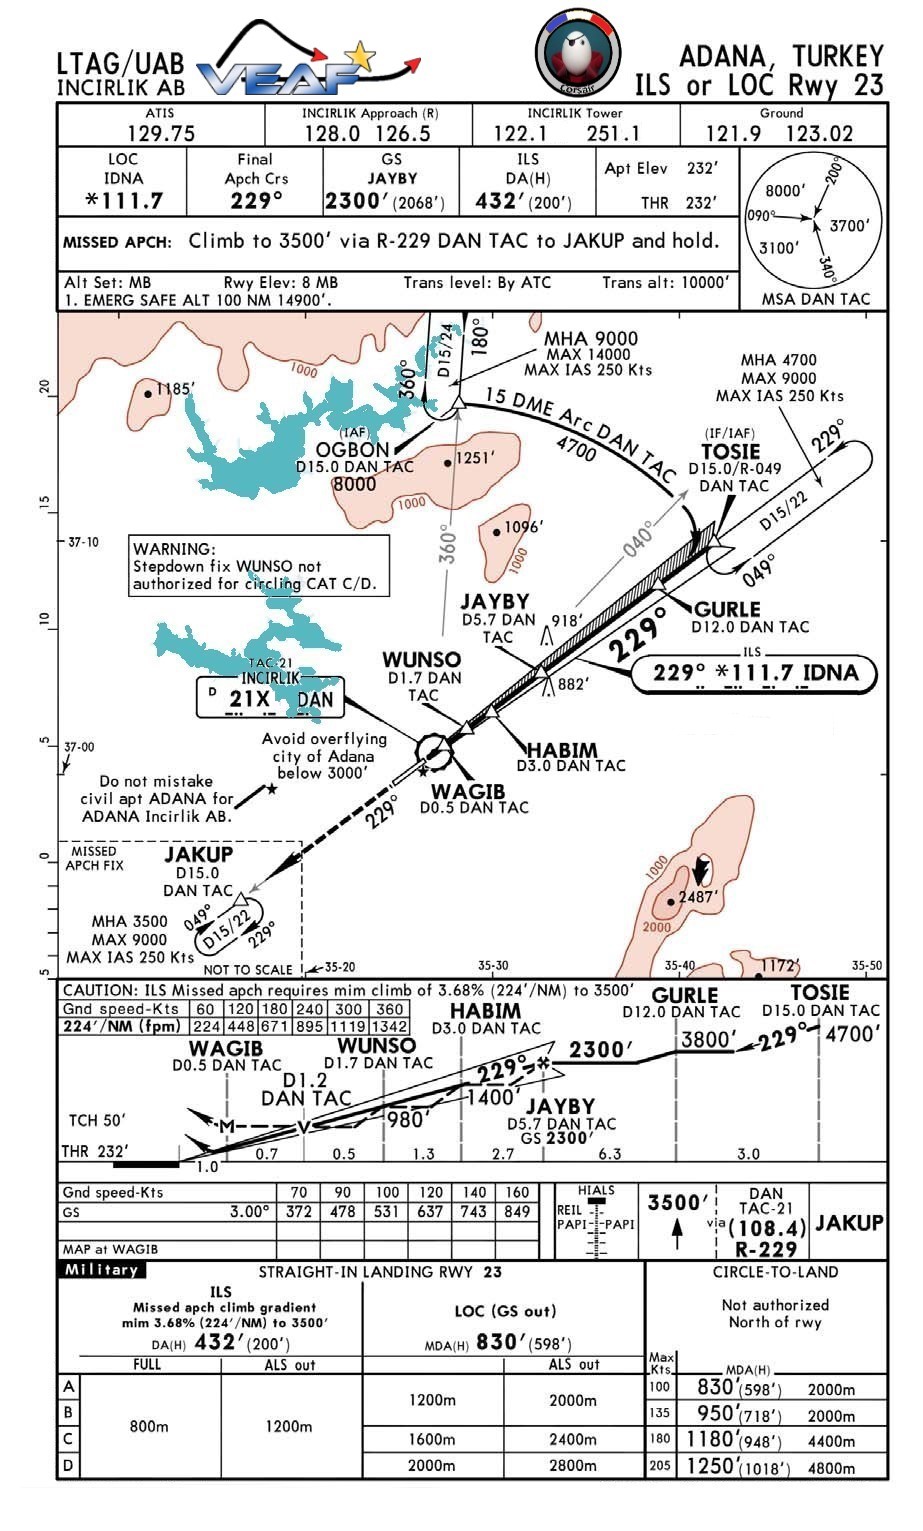 LTAG/UAB
INCIRLIK AB
VEAF
Corsair
ADANA, TURKEY
ILS or LOC Rwy 23
ATIS
129.75
INCIRLIK Approach (R)
128.0 126.5
INCIRLIK Tower
122.1 251.1
Ground
121.9 123.02
LOC
IDNA
*111.7
Final
Apch Crs
229°
GS
JAYBY
2300' (2068')
ILS
DA(H)
432' (200')
Apt Elev 232'
THR 232'
MISSED APCH: Climb to 3500' via R-229 DAN TAC to JAKUP and hold.
Alt Set: MB Rwy Elev: 8 MB Trans level: By ATC Trans alt: 10000'
1. EMERG SAFE ALT 100 NM 14900'.
200°
8000'
090°
3700'
3100'
340°
MSA DAN TAC
1000
1185'
360°
D15/24
180°
MHA 9000
MAX 14000
MAX IAS 250 Kts
MHA 4700
MAX 9000
MAX IAS 250 Kts
20
15 DME Arc DAN TAC
4700
(IAF)
OGBON
D15.0 DAN TAC
8000
1251'
1000
(IF/IAF)
TOSIE
D15.0/R-049
DAN TAC
229°
D15/22
049°
15
37-10
1096'
1000
360°
040°
WARNING:
Stepdown fix WUNSO not
authorized for circling CAT C/D.
10
JAYBY
D5.7 DAN
TAC
918'
229°
GURLE
D12.0 DAN TAC
ILS
229° *111.7 IDNA
882'
WUNSO
D1.7 DAN
TAC
TAC-21
INCIRLIK
D 21X DAN
5
37-00
Avoid overflying
city of Adana
below 3000'
HABIM
D3.0 DAN TAC
WAGIB
D0.5 DAN TAC
Do not mistake
civil apt ADANA for
ADANA Incirlik AB.
229°
0
MISSED
APCH FIX
JAKUP
D15.0
DAN TAC
049°
D15/22
229°
MHA 3500
MAX 9000
MAX IAS 250 Kts
NOT TO SCALE
1000
2487'
2000
1172'
5
35-20
35-30
35-40
35-50
CAUTION: ILS Missed apch requires mim climb of 3.68% (224'/NM) to 3500'
Gnd speed-Kts 60 120 180 240 300 360
224'/NM (fpm) 224 448 671 895 1119 1342
WAGIB
D0.5 DAN TAC
D1.2
DAN TAC
WUNSO
D1.7 DAN TAC
HABIM
D3.0 DAN TAC
GURLE
D12.0 DAN TAC
TOSIE
D15.0 DAN TAC
229°
2300'
3800'
229°
4700'
1400'
980'
JAYBY
D5.7 DAN TAC
GS 2300'
M
V
TCH 50'
THR 232'
1.0
0.7
0.5
1.3
2.7
6.3
3.0
Gnd speed-Kts 70 90 100 120 140 160
GS 3.00° 372 478 531 637 743 849
MAP at WAGIB
HIALS
REIL
PAPI PAPI
3500'
via
DAN
TAC-21
(108.4)
R-229
JAKUP
Military
STRAIGHT-IN LANDING RWY 23
CIRCLE-TO-LAND
ILS
Missed apch climb gradient
mim 3.68% (224'/NM) to 3500'
DA(H) 432' (200')
LOC (GS out)
MDA(H) 830' (598')
Not authorized
North of rwy
FULL
ALS out
ALS out
Max
Kts
MDA(H)
A
B
C
D
800m
1200m
1200m
2000m
1600m
2400m
2000m
2800m
100 830' (598') 2000m
135 950' (718') 2000m
180 1180' (948') 4400m
205 1250' (1018') 4800m